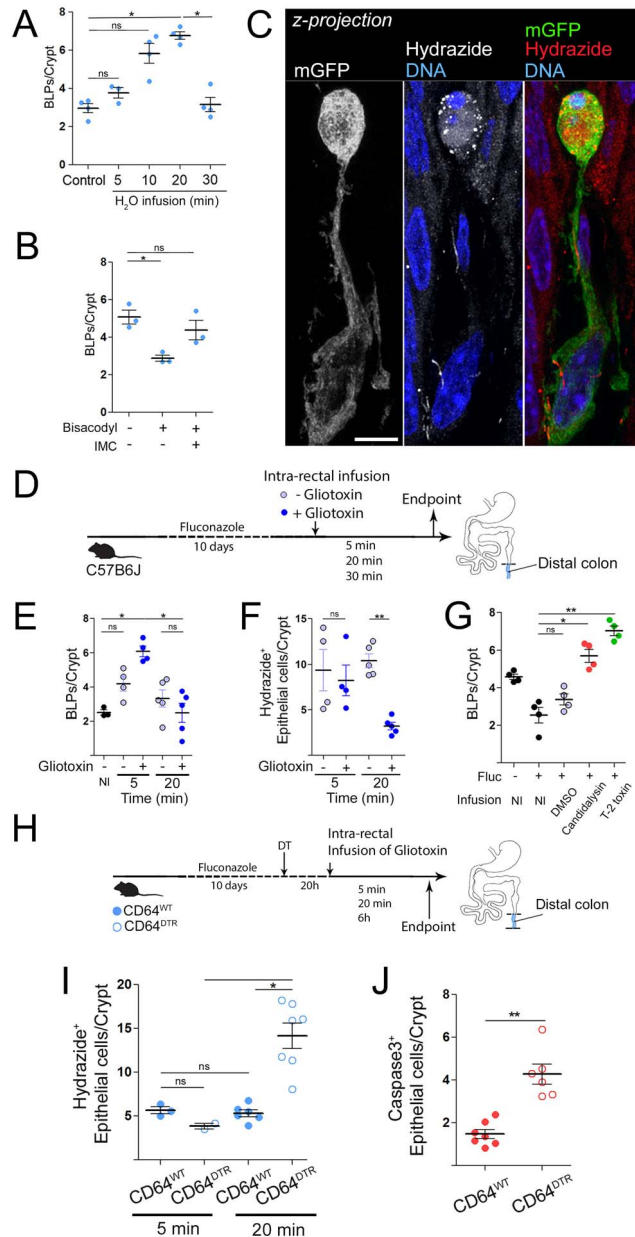 A
BLPs/Crypt
8
6
4
2
0
*
*
ns
ns
Control 5 10 20 30
H₂O infusion (min)
B
BLPs/Crypt
8
6
4
2
0
ns
*
Bisacodyl - + +
IMC - - +
C
z-projection
mGFP
Hydrazide
DNA
mGFP
Hydrazide
DNA
D
Intra-rectal infusion
- Gliotoxin
+ Gliotoxin
Endpoint
Fluconazole
10 days
5 min
20 min
30 min
C57B6J
Distal colon
E
BLPs/Crypt
8
6
4
2
0
* *
ns ns
Gliotoxin - + - +
NI 5 20
Time (min)
F
Hydrazide⁺
Epithelial cells/Crypt
15
10
5
0
ns **
Gliotoxin - + - +
5 20
Time (min)
G
BLPs/Crypt
8
6
4
2
0
**
*
ns
Fluc - + + + +
Infusion NI NI DMSO Candidalysin T-2 toxin
H
DT
Intra-rectal
Infusion of Gliotoxin
Fluconazole
10 days
20h
5 min
20 min
6h
Endpoint
CD64ᵂᵀ
CD64ᴰᵀᴿ
Distal colon
I
Hydrazide⁺
Epithelial cells/Crypt
20
15
10
5
*
ns
ns
CD64ᵂᵀ CD64ᴰᵀᴿ CD64ᵂᵀ CD64ᴰᵀᴿ
5 min 20 min
J
Caspase3⁺
Epithelial cells/Crypt
8
6
4
2
**
CD64ᵂᵀ CD64ᴰᵀᴿ